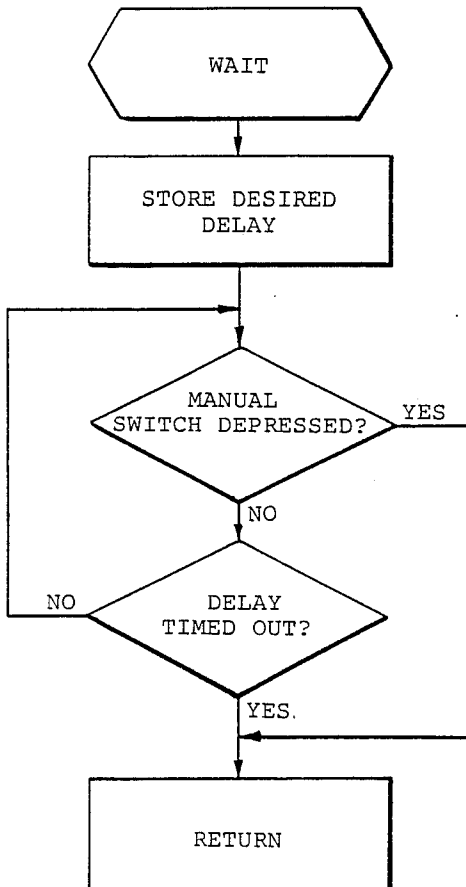 WAIT
STORE DESIRED
DELAY
MANUAL
SWITCH DEPRESSED?
YES
NO
NO
DELAY
TIMED OUT?
YES.
RETURN